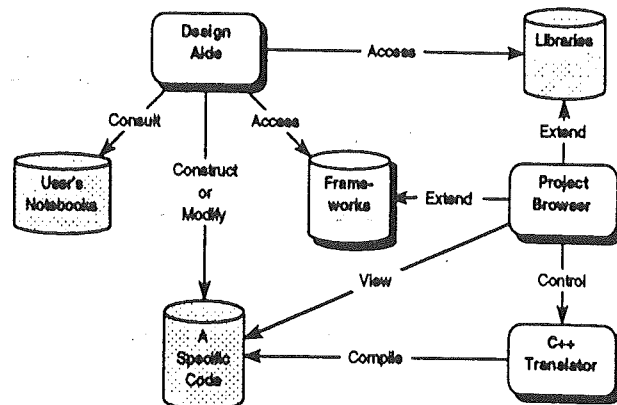 Design
Aide
Access
Libraries
Consult
Access
Extend
User's
Notebooks
Construct
or
Modify
Frame-
works
Extend
Project
Browser
View
Control
A
Specific
Code
Compile
C++
Translator